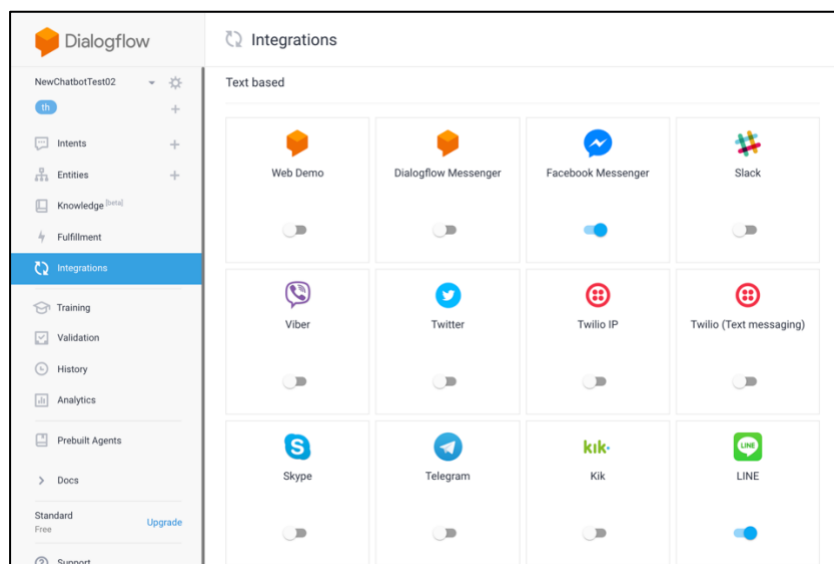 Dialogflow
Integrations
NewChatbotTest02
th
Intents
Entities
Knowledge [beta]
Fulfillment
Integrations
Training
Validation
History
Analytics
Prebuilt Agents
Docs
Standard
Free
Upgrade
Support
Text based
Web Demo
Dialogflow Messenger
Facebook Messenger
Slack
Viber
Twitter
Twilio IP
Twilio (Text messaging)
S
Skype
Telegram
kik·
Kik
LINE
LINE